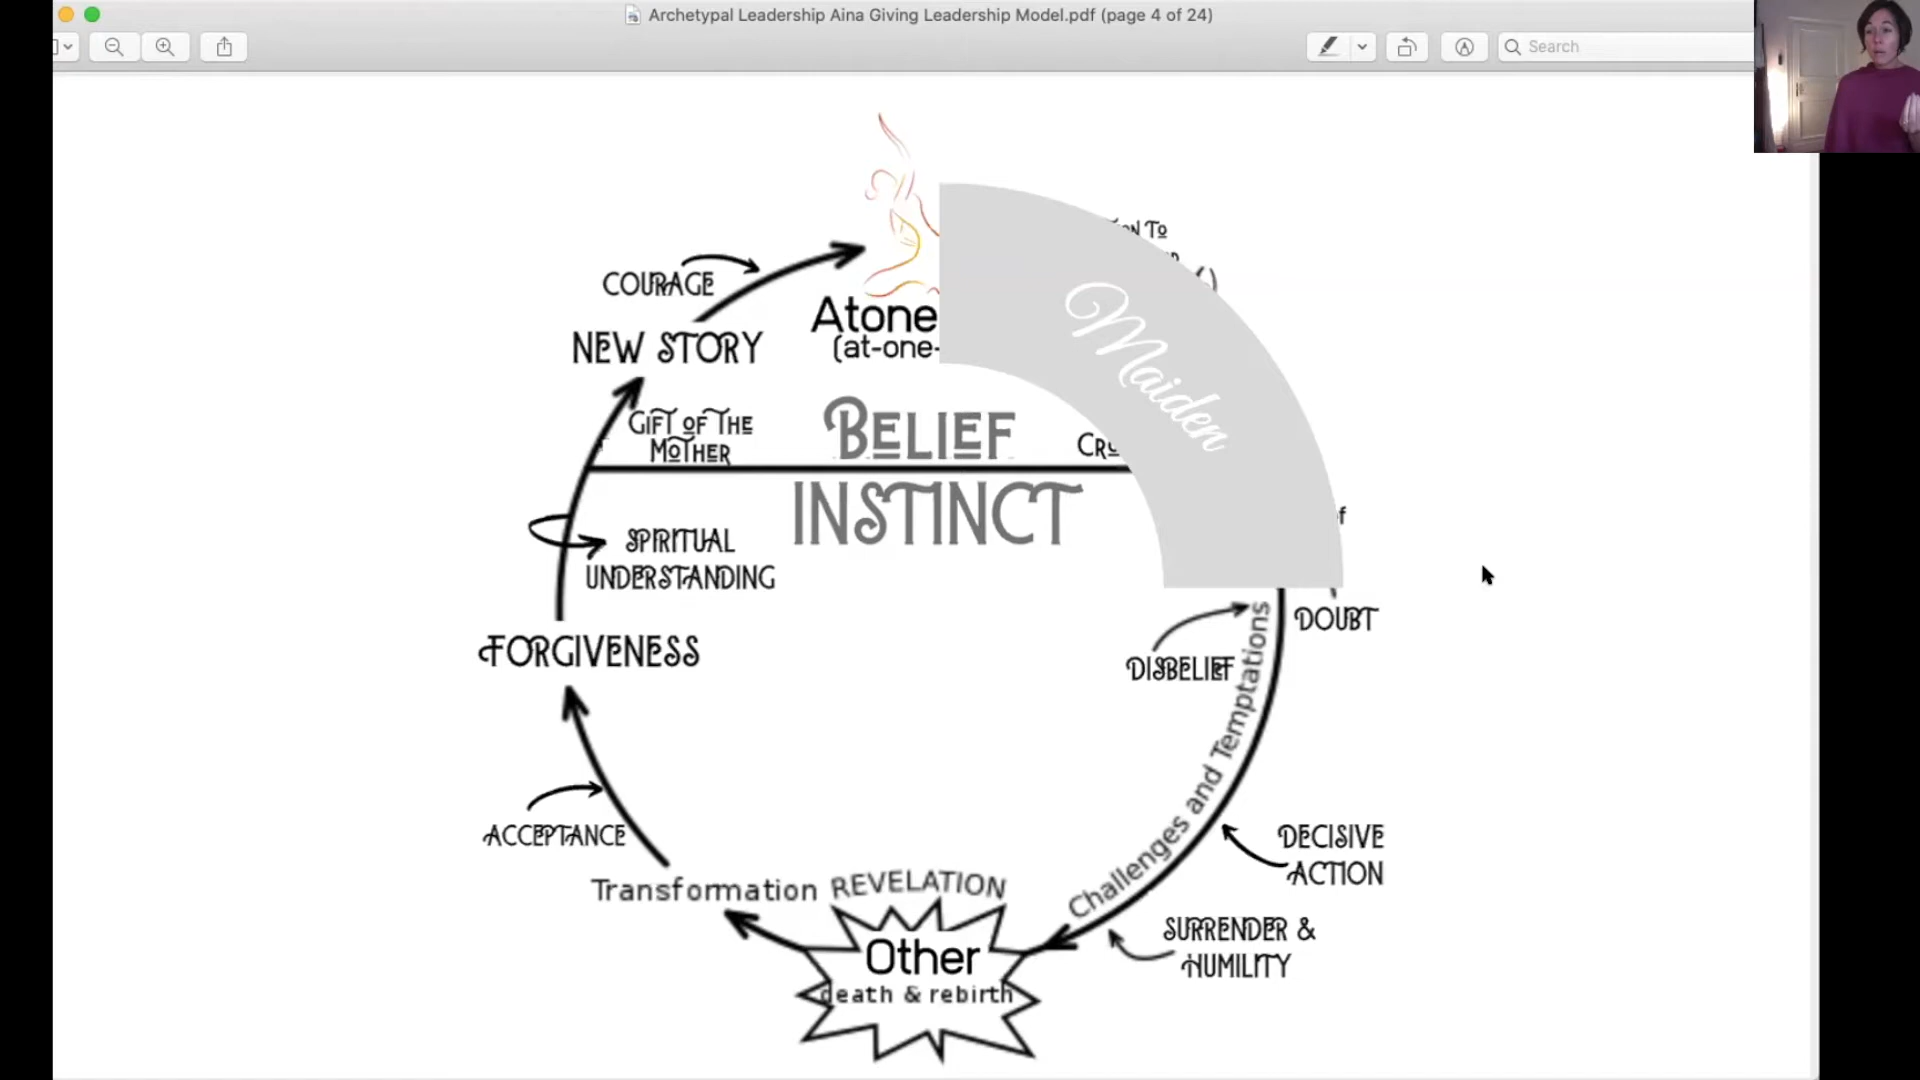 Archetypal Leadership Aina Giving Leadership Model.pdf (page 4 of 24)
Search
COURAGE
NEW STORY
Atone
(at-one-
To
Maiden
GIFT OF THE
MOTHER
BELIEF
INSTINCT
SPIRITUAL
UNDERSTANDING
FORGIVENESS
DOUBT
DISBELIEF
Challenges and Temptations
ACCEPTANCE
DECISIVE
ACTION
SURRENDER &
HUMILITY
Transformation
REVELATION
Other
death & rebirth